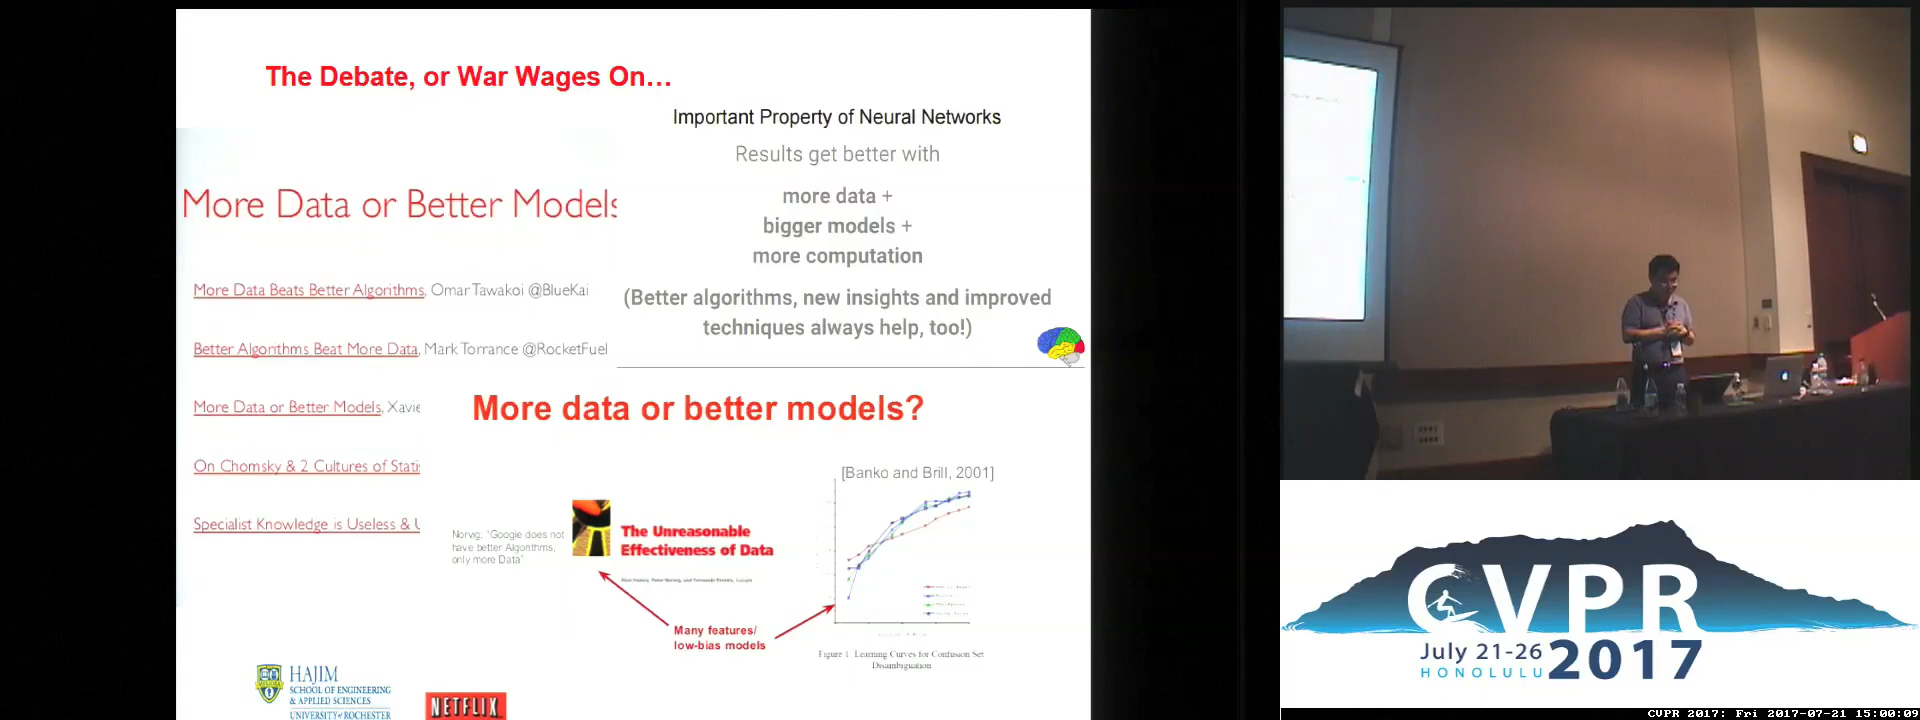 The Debate, or War Wages On...
Important Property of Neural Networks
Results get better with
more data +
bigger models +
more computation
(Better algorithms, new insights and improved
techniques always help, too!)
More Data or Better Models
More Data Beats Better Algorithms, Omar Tawakol @BlueKai
Better Algorithms Beat More Data, Mark Torrance @RocketFuel
More Data or Better Models, Xavie
On Chomsky & 2 Cultures of Statis
Specialist Knowledge is Useless & U
More data or better models?
[Banko and Brill, 2001]
Norvig, "Google does not
have better Algorithms,
only more Data"
The Unreasonable
Effectiveness of Data
Many features/
low-bias models
Figure 1. Learning Curves for Confusion Set
Disambiguation
HAJIM
SCHOOL OF ENGINEERING
& APPLIED SCIENCES
UNIVERSITY of ROCHESTER
NETFLIX
CVPR
July 21-26
HONOLULU
2017
CVPR 2017: Fri 2017-07-21 15:00:09